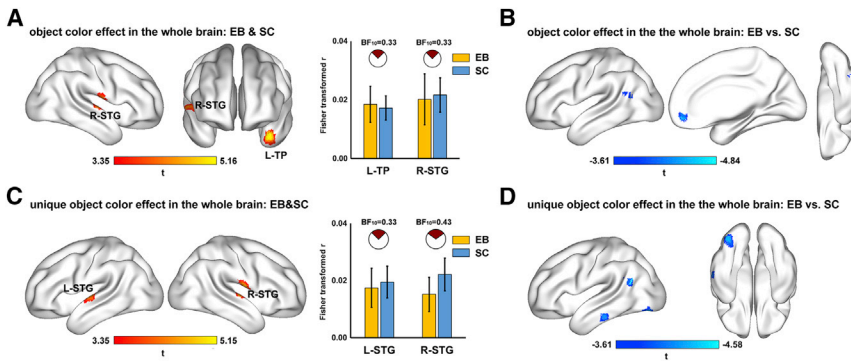 A
object color effect in the whole brain: EB & SC
R-STG
R-STG
L-TP
3.35
5.16
t
BF10=0.33
BF10=0.33
EB
SC
Fisher transformed r
0.04
0.02
0.00
L-TP
R-STG
B
object color effect in the the whole brain: EB vs. SC
-3.61
-4.84
t
C
unique object color effect in the whole brain: EB&SC
L-STG
R-STG
3.35
5.15
t
BF10=0.33
BF10=0.43
EB
SC
Fisher transformed r
0.04
0.02
0.00
L-STG
R-STG
D
unique object color effect in the the whole brain: EB vs. SC
-3.61
-4.58
t